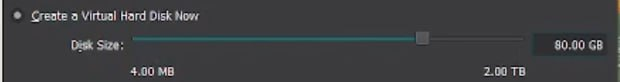 Create a Virtual Hard Disk Now
Disk Size:
80.00 GB
4.00 MB
2.00 TB